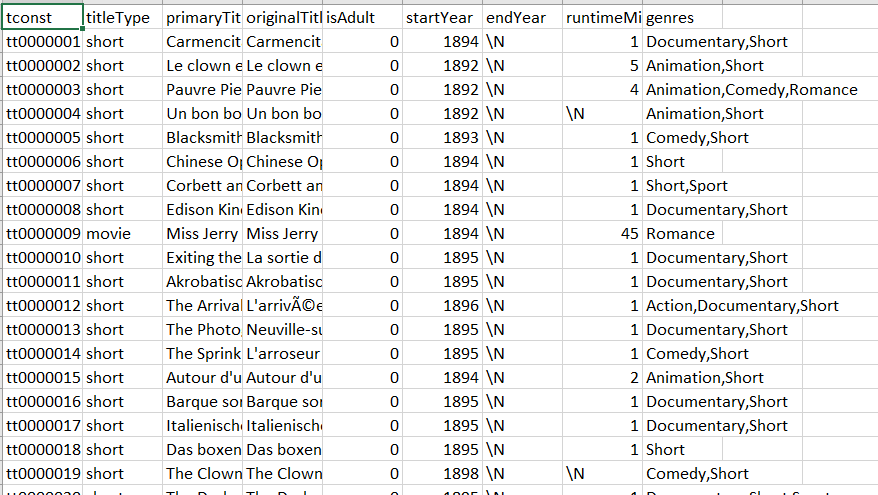 tconst titleType primaryTit originalTitl isAdult startYear endYear runtimeMi genres
tt0000001 short Carmencit Carmencit 0 1894 \N 1 Documentary,Short
tt0000002 short Le clown e Le clown e 0 1892 \N 5 Animation,Short
tt0000003 short Pauvre Pie Pauvre Pie 0 1892 \N 4 Animation,Comedy,Romance
tt0000004 short Un bon bo Un bon bo 0 1892 \N \N Animation,Short
tt0000005 short Blacksmith Blacksmith 0 1893 \N 1 Comedy,Short
tt0000006 short Chinese Op Chinese Op 0 1894 \N 1 Short
tt0000007 short Corbett an Corbett an 0 1894 \N 1 Short,Sport
tt0000008 short Edison Kine Edison Kine 0 1894 \N 1 Documentary,Short
tt0000009 movie Miss Jerry Miss Jerry 0 1894 \N 45 Romance
tt0000010 short Exiting the La sortie d 0 1895 \N 1 Documentary,Short
tt0000011 short Akrobatisc Akrobatisc 0 1895 \N 1 Documentary,Short
tt0000012 short The Arrival L'arrivÃ©e 0 1896 \N 1 Action,Documentary,Short
tt0000013 short The Photo Neuville-su 0 1895 \N 1 Documentary,Short
tt0000014 short The Sprink L'arroseur 0 1895 \N 1 Comedy,Short
tt0000015 short Autour d'u Autour d'u 0 1894 \N 2 Animation,Short
tt0000016 short Barque sor Barque sor 0 1895 \N 1 Documentary,Short
tt0000017 short Italienische Italienische 0 1895 \N 1 Documentary,Short
tt0000018 short Das boxen Das boxen 0 1895 \N 1 Short
tt0000019 short The Clown The Clown 0 1898 \N \N Comedy,Short